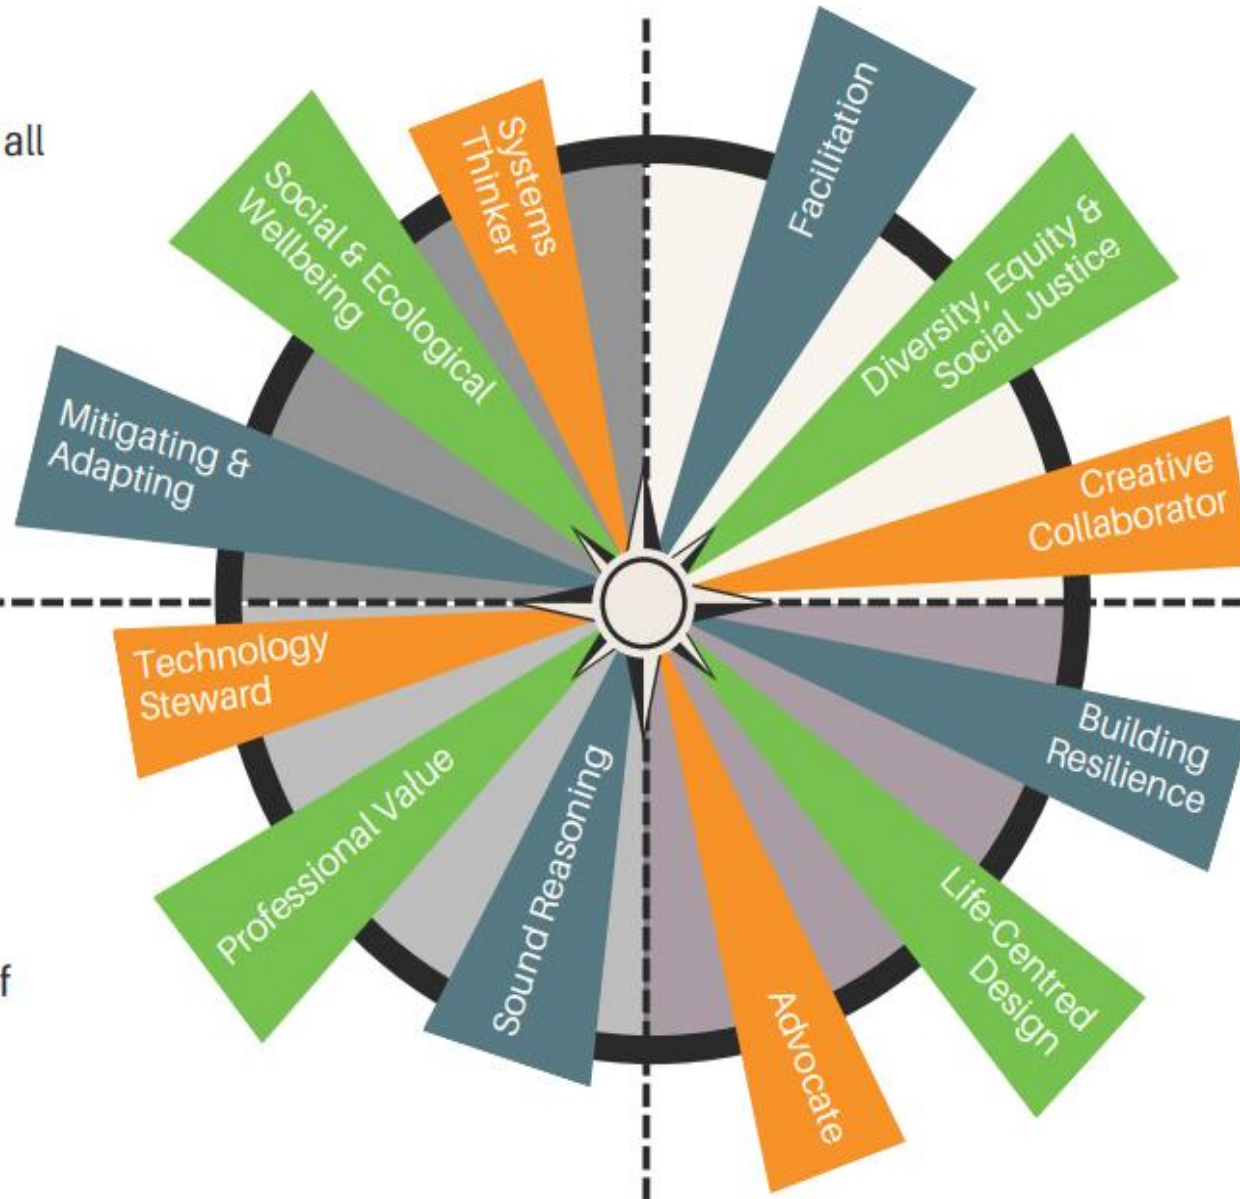 all
Systems
Thinker
Facilitation
Social & Ecological
Wellbeing
Diversity, Equity &
Social Justice
Mitigating &
Adapting
Creative
Collaborator
Technology
Steward
Building
Resilience
Professional Value
Sound Reasoning
Life-Centred
Design
f
Advocate